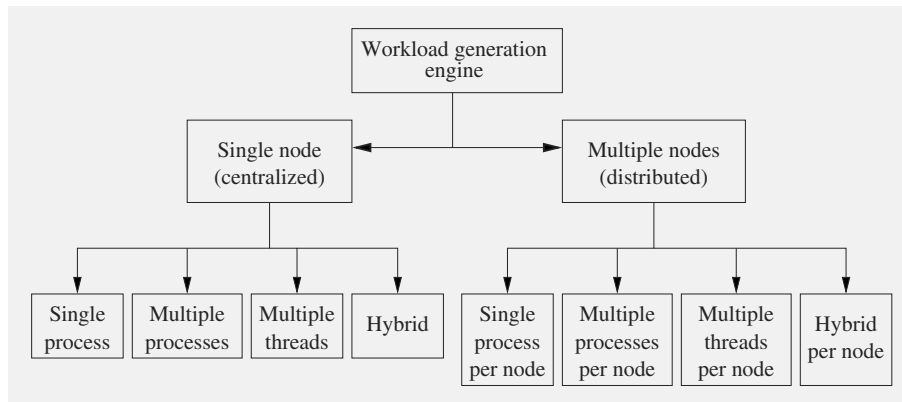 Workload generation
engine
Single node
(centralized)
Multiple nodes
(distributed)
Single
process
Multiple
processes
Multiple
threads
Hybrid
Single
process
per node
Multiple
processes
per node
Multiple
threads
per node
Hybrid
per node